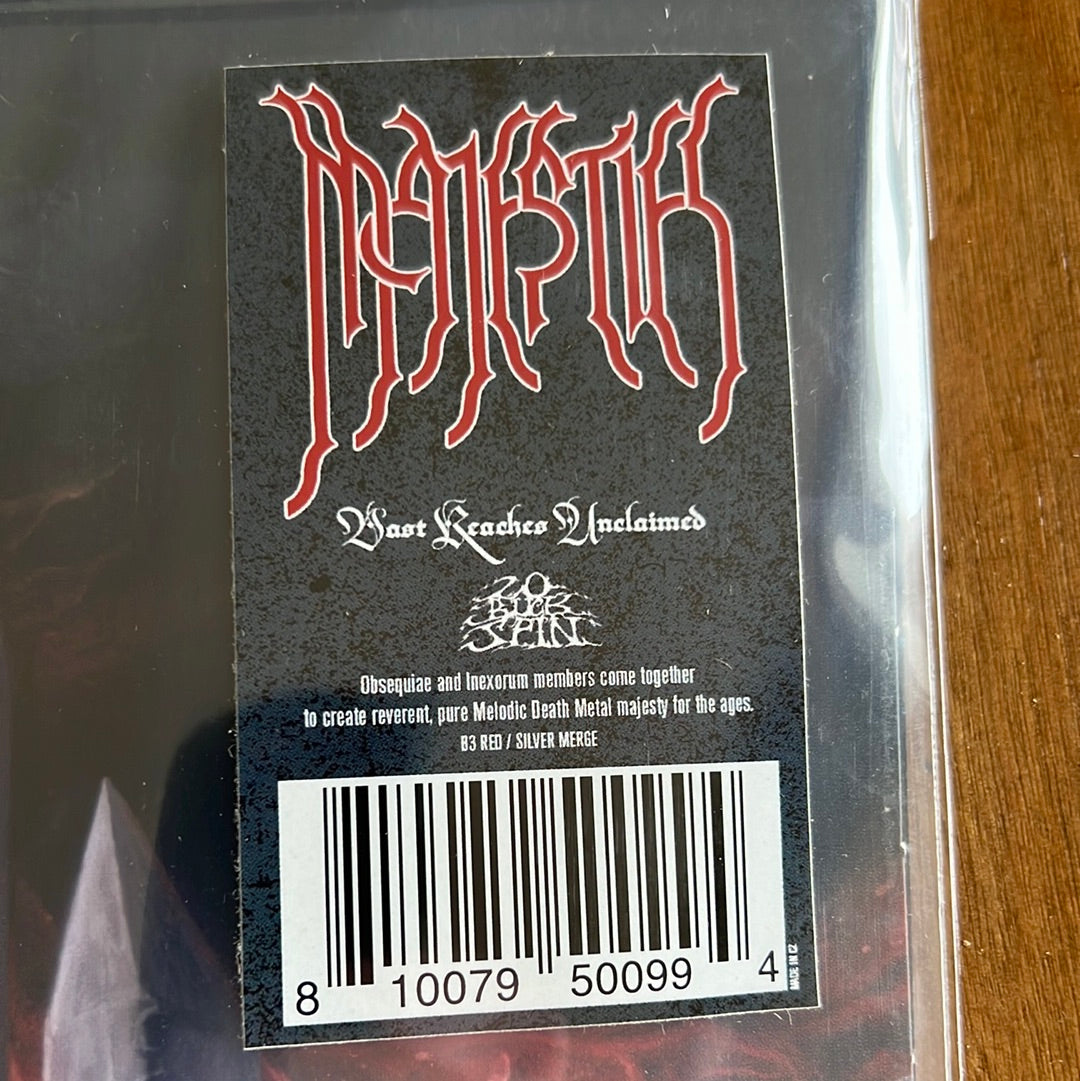 MAJESTIES
Vast Reaches Unclaimed
20
BUCK
SPIN
Obsequiae and Inexorum members come together
to create reverent, pure Melodic Death Metal majesty for the ages.
B3 RED / SILVER MERGE
8 10079 50099 4
MADE IN CZ